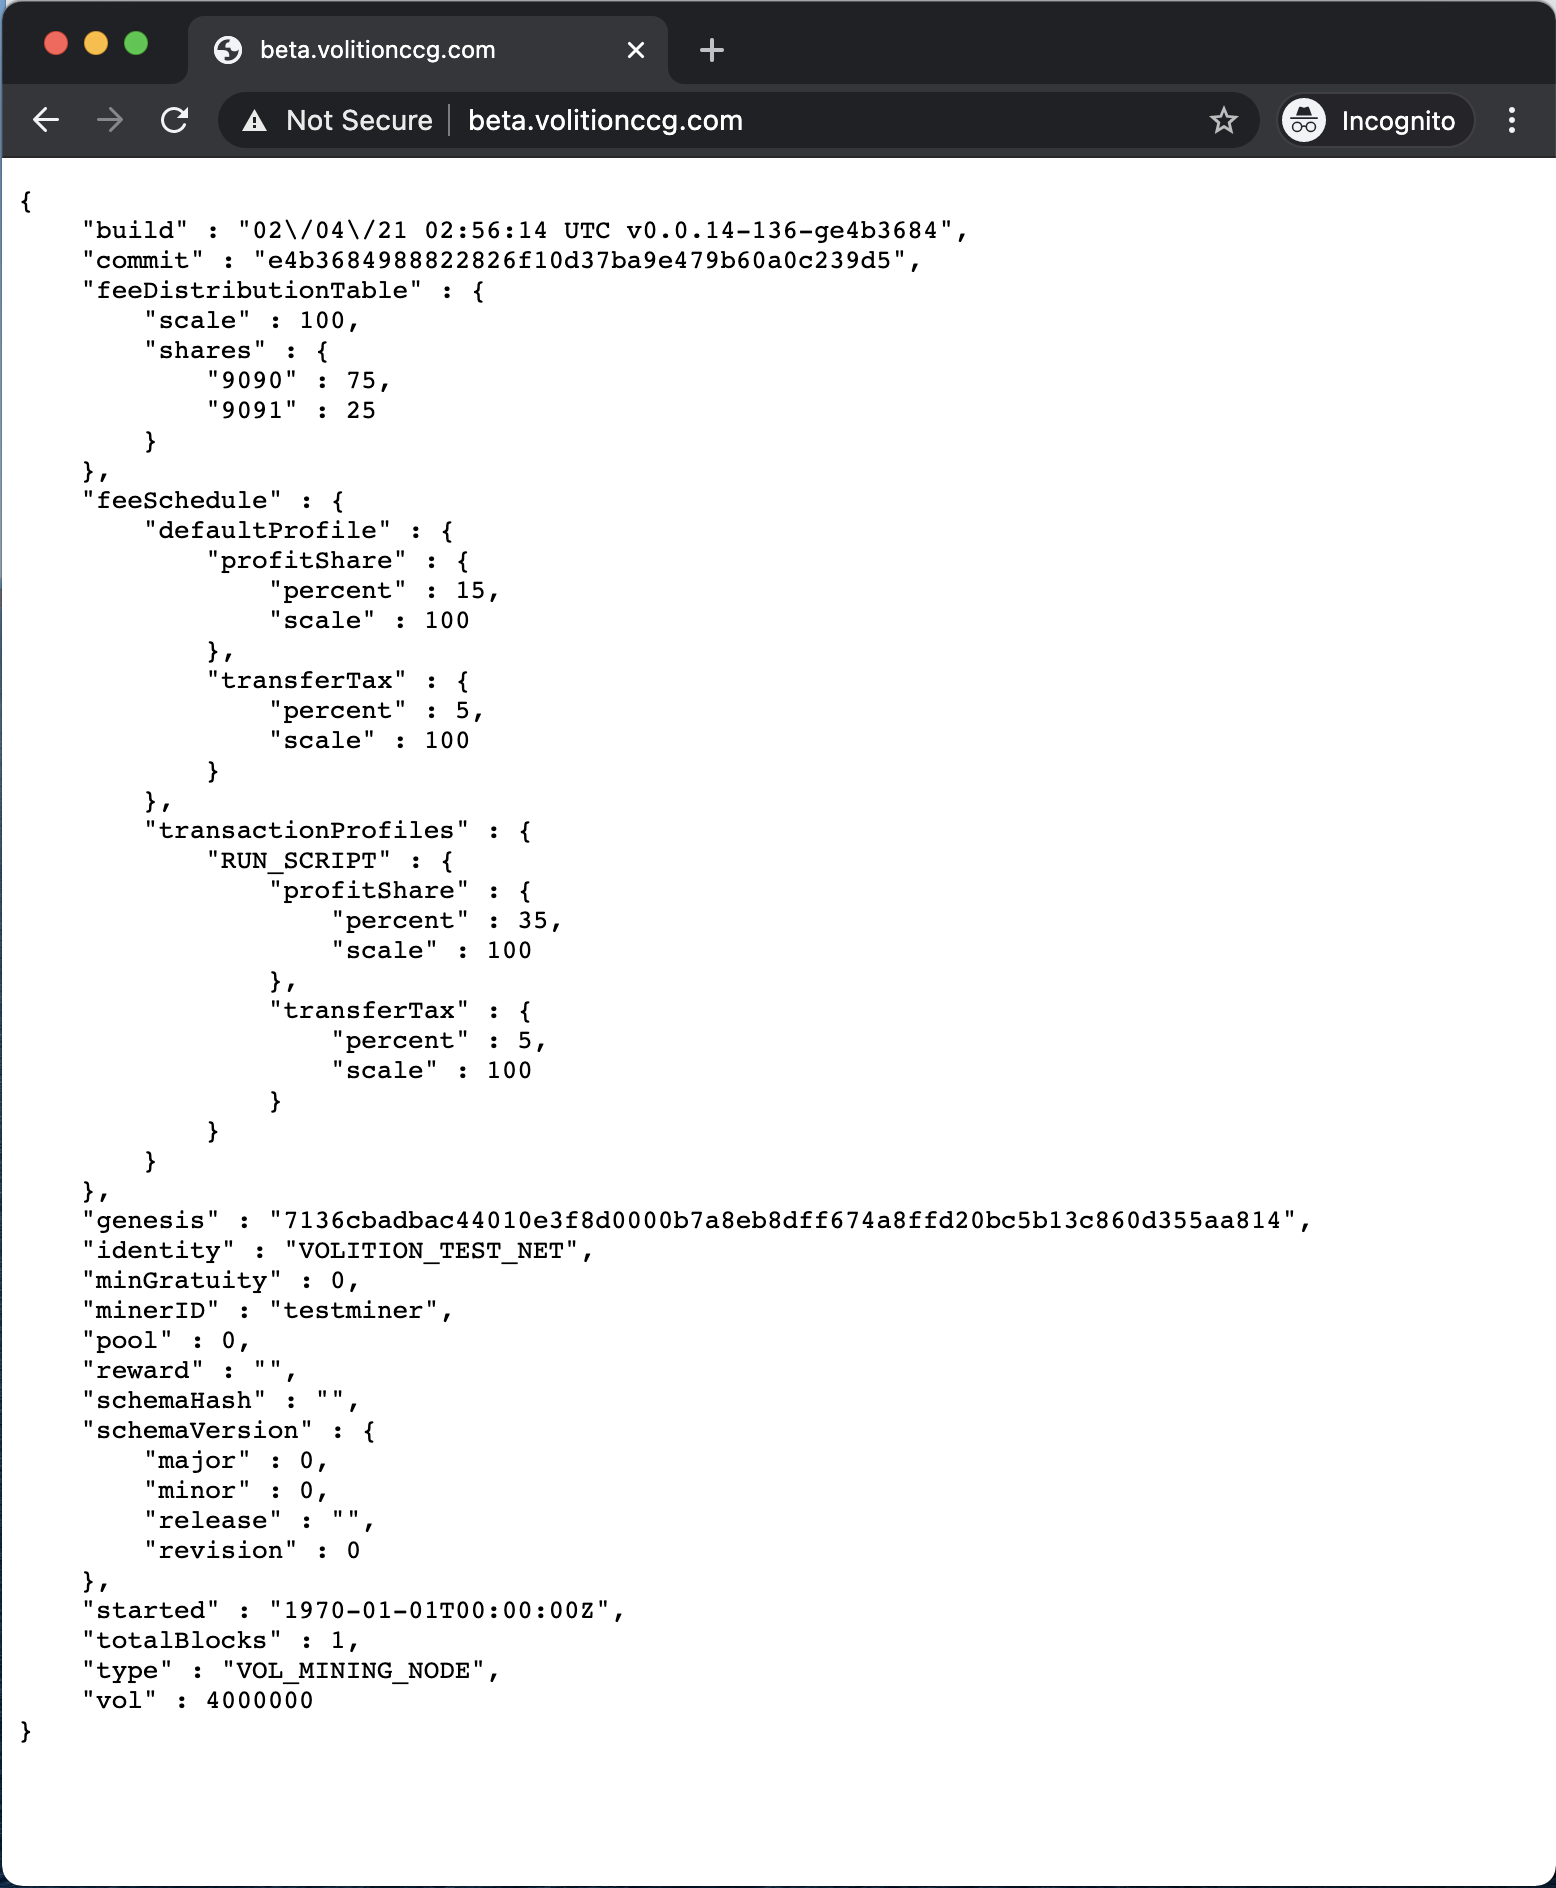 beta.volitionccg.com
Not Secure beta.volitionccg.com Incognito
{
    "build" : "02\/04\/21 02:56:14 UTC v0.0.14-136-ge4b3684",
    "commit" : "e4b3684988822826f10d37ba9e479b60a0c239d5",
    "feeDistributionTable" : {
        "scale" : 100,
        "shares" : {
            "9090" : 75,
            "9091" : 25
        }
    },
    "feeSchedule" : {
        "defaultProfile" : {
            "profitShare" : {
                "percent" : 15,
                "scale" : 100
            },
            "transferTax" : {
                "percent" : 5,
                "scale" : 100
            }
        },
        "transactionProfiles" : {
            "RUN_SCRIPT" : {
                "profitShare" : {
                    "percent" : 35,
                    "scale" : 100
                },
                "transferTax" : {
                    "percent" : 5,
                    "scale" : 100
                }
            }
        }
    },
    "genesis" : "7136cbadbac44010e3f8d0000b7a8eb8dff674a8ffd20bc5b13c860d355aa814",
    "identity" : "VOLITION_TEST_NET",
    "minGratuity" : 0,
    "minerID" : "testminer",
    "pool" : 0,
    "reward" : "",
    "schemaHash" : "",
    "schemaVersion" : {
        "major" : 0,
        "minor" : 0,
        "release" : "",
        "revision" : 0
    },
    "started" : "1970-01-01T00:00:00Z",
    "totalBlocks" : 1,
    "type" : "VOL_MINING_NODE",
    "vol" : 4000000
}